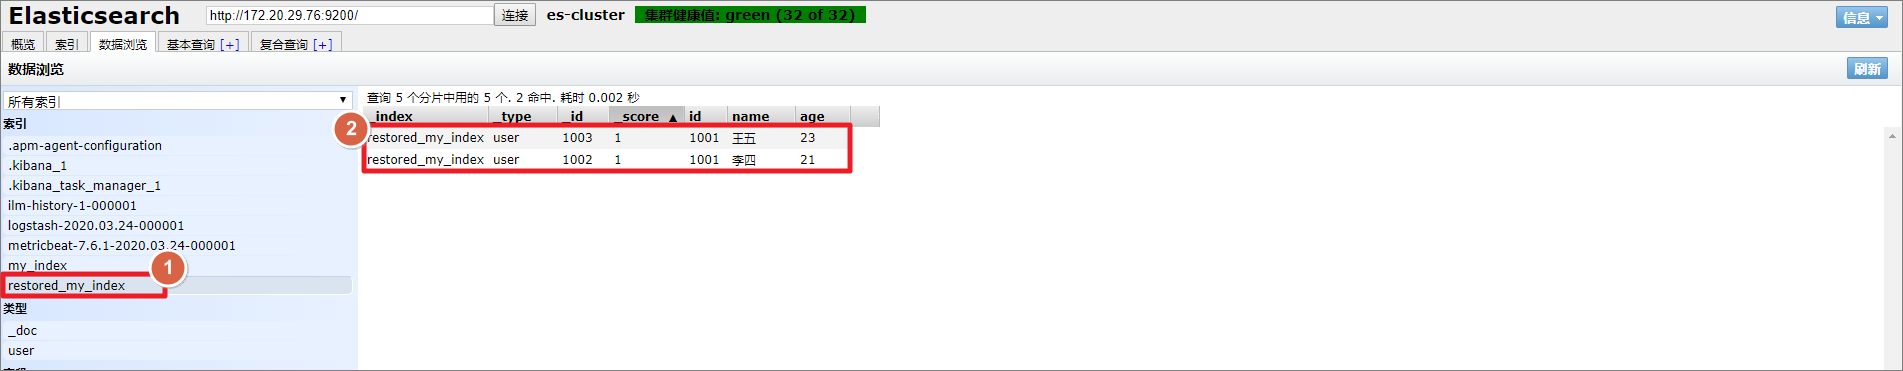 Elasticsearch http://172.20.29.76:9200/ 连接 es-cluster 集群健康值: green (32 of 32) 信息
概览 索引 数据浏览 基本查询 [+] 复合查询 [+]
数据浏览 刷新
所有索引
索引
.apm-agent-configuration
.kibana_1
.kibana_task_manager_1
ilm-history-1-000001
logstash-2020.03.24-000001
metricbeat-7.6.1-2020.03.24-000001
my_index
1
restored_my_index
类型
_doc
user
查询 5 个分片中用的 5 个. 2 命中. 耗时 0.002 秒
_index _type _id _score ▲ id name age
2
restored_my_index user 1003 1 1001 王五 23
restored_my_index user 1002 1 1001 李四 21